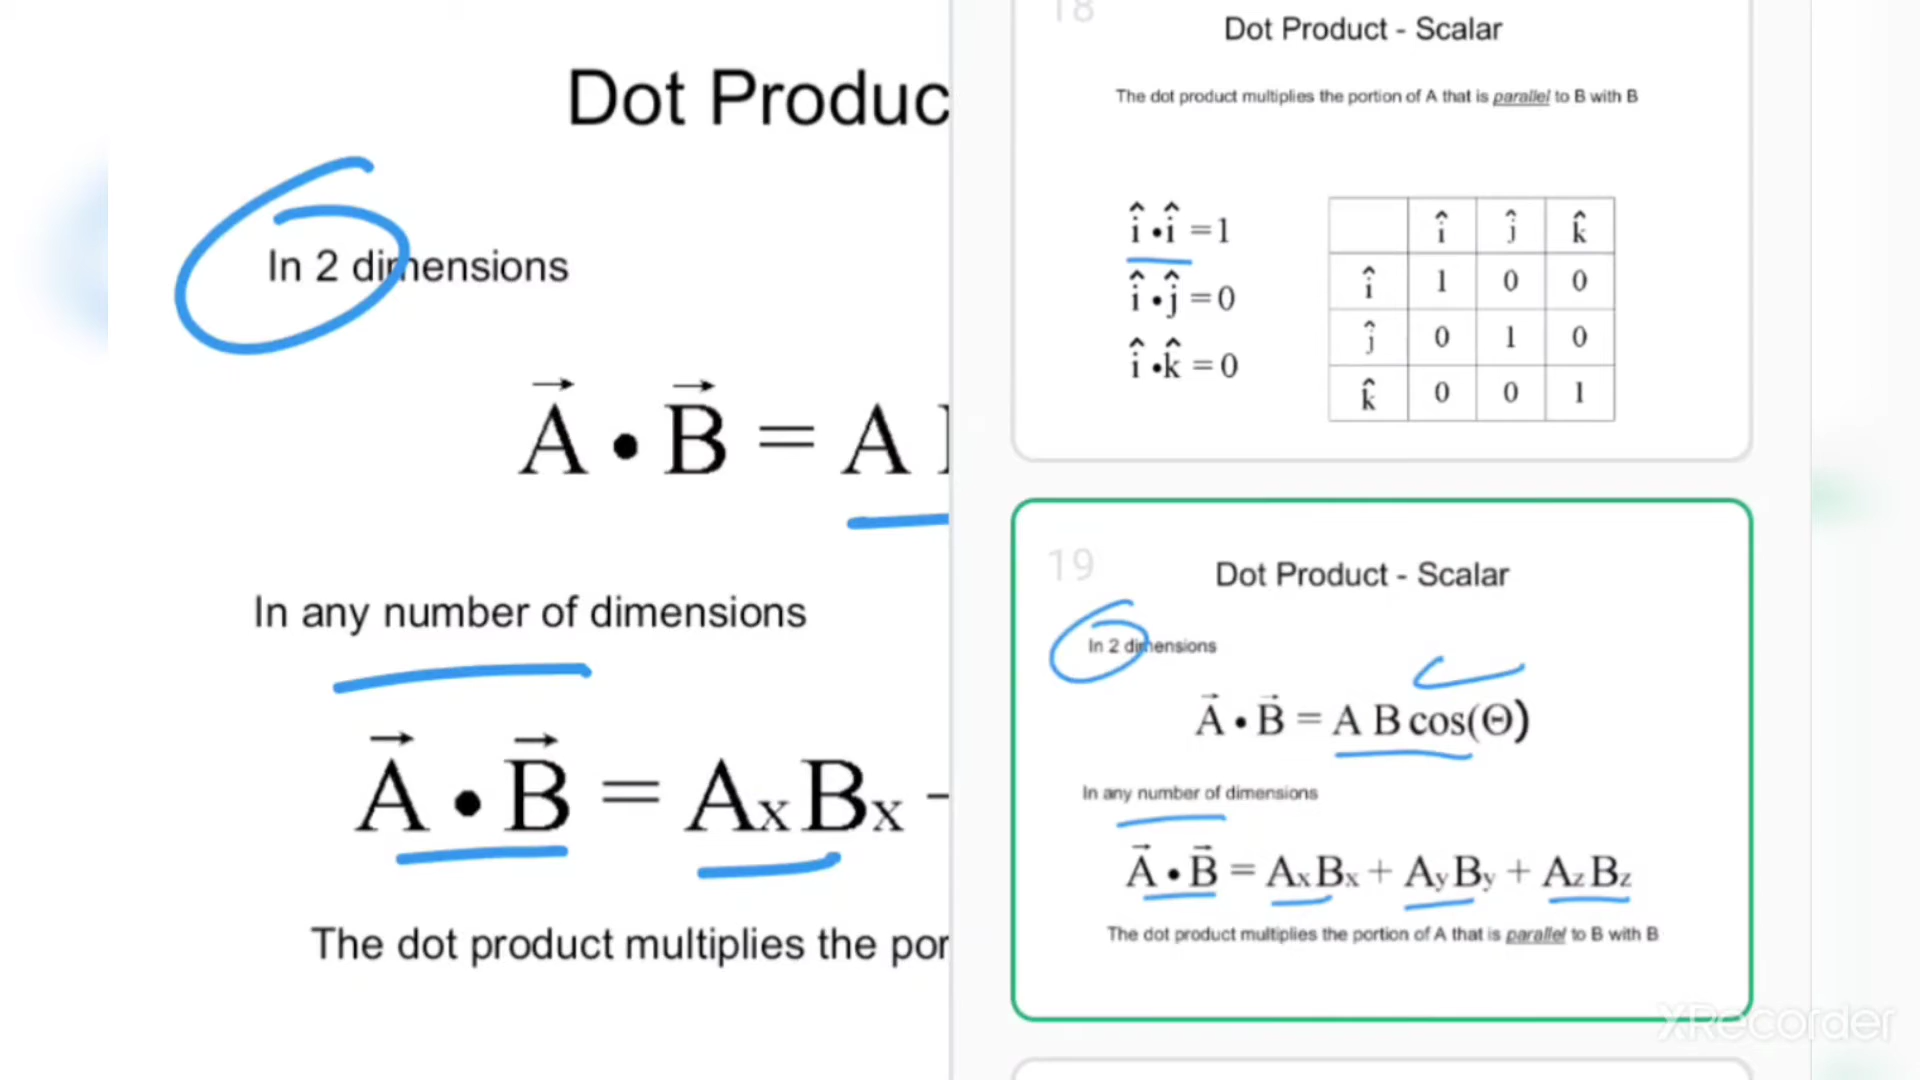 Dot Produc
In 2 dimensions
A • B = A
In any number of dimensions
A • B = AxBx -
The dot product multiplies the por
18
Dot Product - Scalar
The dot product multiplies the portion of A that is parallel to B with B
î • î = 1
î • ĵ = 0
î • k̂ = 0
î ĵ k̂
î 1 0 0
ĵ 0 1 0
k̂ 0 0 1
19
Dot Product - Scalar
In 2 dimensions
A • B = A B cos(Θ)
In any number of dimensions
A • B = AxBx + AyBy + AzBz
The dot product multiplies the portion of A that is parallel to B with B
XRecorder